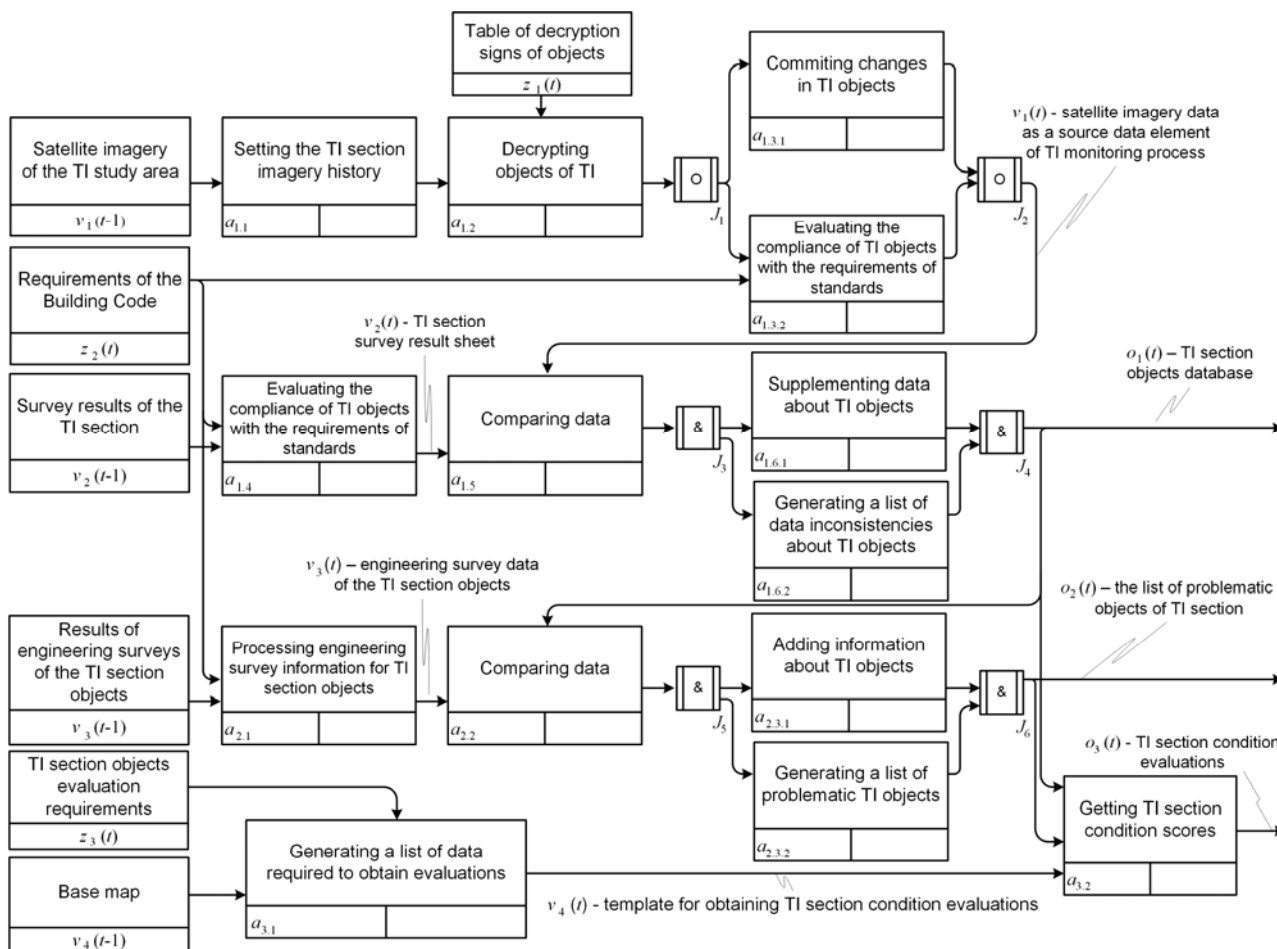 Table of decryption
signs of objects
z₁(t)
Commiting changes
in TI objects
a₁.₃.₁
v₁(t) - satellite imagery data
as a source data element
of TI monitoring process
Satellite imagery
of the TI study area
v₁(t-1)
Setting the TI section
imagery history
a₁.₁
Decrypting
objects of TI
a₁.₂
O
J₁
O
J₂
Evaluating the
compliance of TI objects
with the requirements of
standards
a₁.₃.₂
Requirements of the
Building Code
z₂(t)
v₂(t) - TI section
survey result sheet
Survey results of the
TI section
v₂(t-1)
Evaluating the
compliance of TI objects
with the requirements of
standards
a₁.₄
Comparing data
a₁.₅
&
J₃
Supplementing data
about TI objects
a₁.₆.₁
&
J₄
o₁(t) – TI section
objects database
Generating a list of
data inconsistencies
about TI objects
a₁.₆.₂
v₃(t) – engineering survey data
of the TI section objects
o₂(t) – the list of problematic
objects of TI section
Results of
engineering surveys
of the TI section
objects
v₃(t-1)
Processing engineering
survey information for TI
section objects
a₂.₁
Comparing data
a₂.₂
&
J₅
Adding information
about TI objects
a₂.₃.₁
&
J₆
Generating a list of
problematic TI objects
a₂.₃.₂
o₃(t) - TI section condition
evaluations
TI section objects
evaluation
requirements
z₃(t)
Generating a list of data
required to obtain evaluations
a₃.₁
Getting TI section
condition scores
a₃.₂
Base map
v₄(t-1)
v₄(t) - template for obtaining TI section condition evaluations